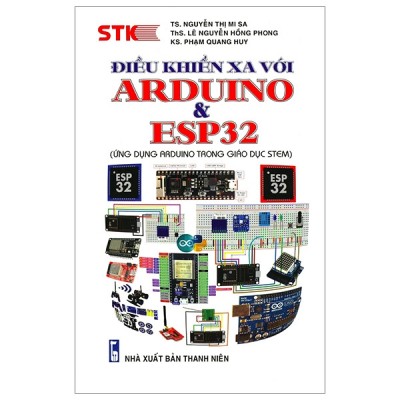 STK
TS. NGUYỄN THỊ MI SA
ThS. LÊ NGUYỄN HỒNG PHONG
KS. PHẠM QUANG HUY
ĐIỀU KHIỂN XA VỚI
ARDUINO
&
ESP32
(ỨNG DỤNG ARDUINO TRONG GIÁO DỤC STEM)
ESP
32
ESP
32
NHÀ XUẤT BẢN THANH NIÊN